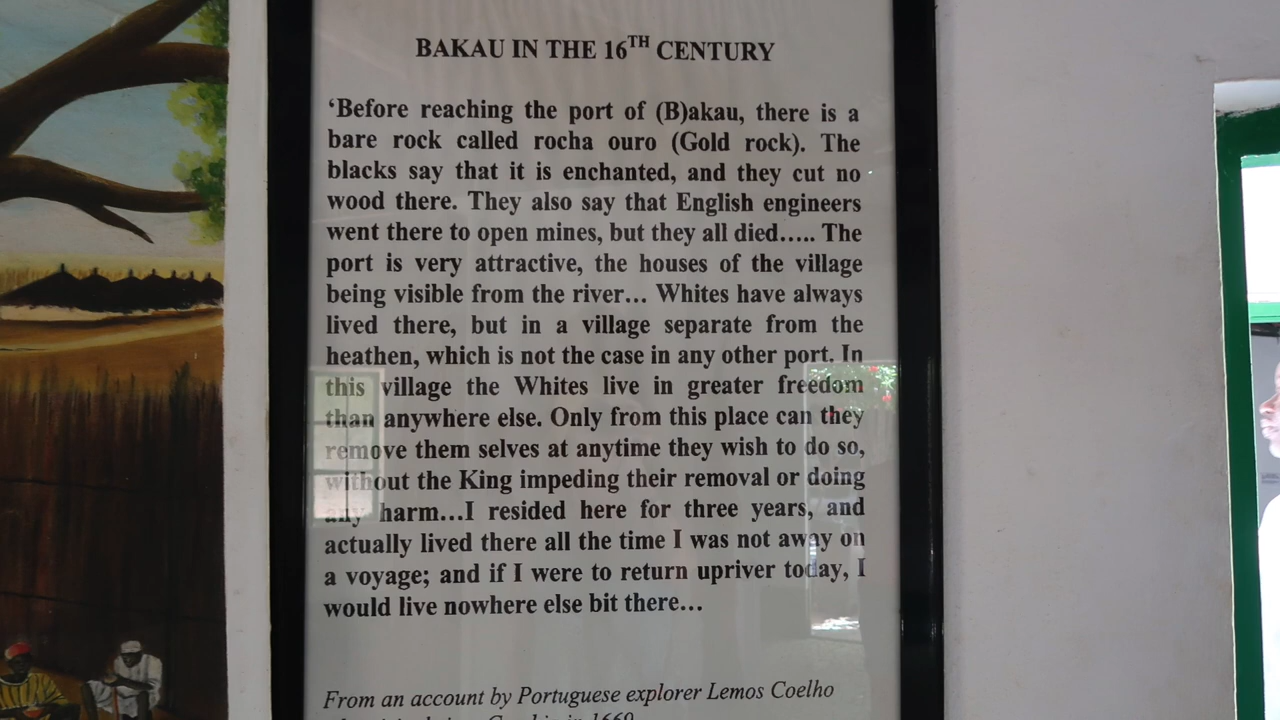 BAKAU IN THE 16TH CENTURY
‘Before reaching the port of (B)akau, there is a
bare rock called rocha ouro (Gold rock). The
blacks say that it is enchanted, and they cut no
wood there. They also say that English engineers
went there to open mines, but they all died..... The
port is very attractive, the houses of the village
being visible from the river... Whites have always
lived there, but in a village separate from the
heathen, which is not the case in any other port. In
this village the Whites live in greater freedom
than anywhere else. Only from this place can they
remove them selves at anytime they wish to do so,
without the King impeding their removal or doing
any harm...I resided here for three years, and
actually lived there all the time I was not away on
a voyage; and if I were to return upriver today, I
would live nowhere else bit there...
From an account by Portuguese explorer Lemos Coelho
in 1669